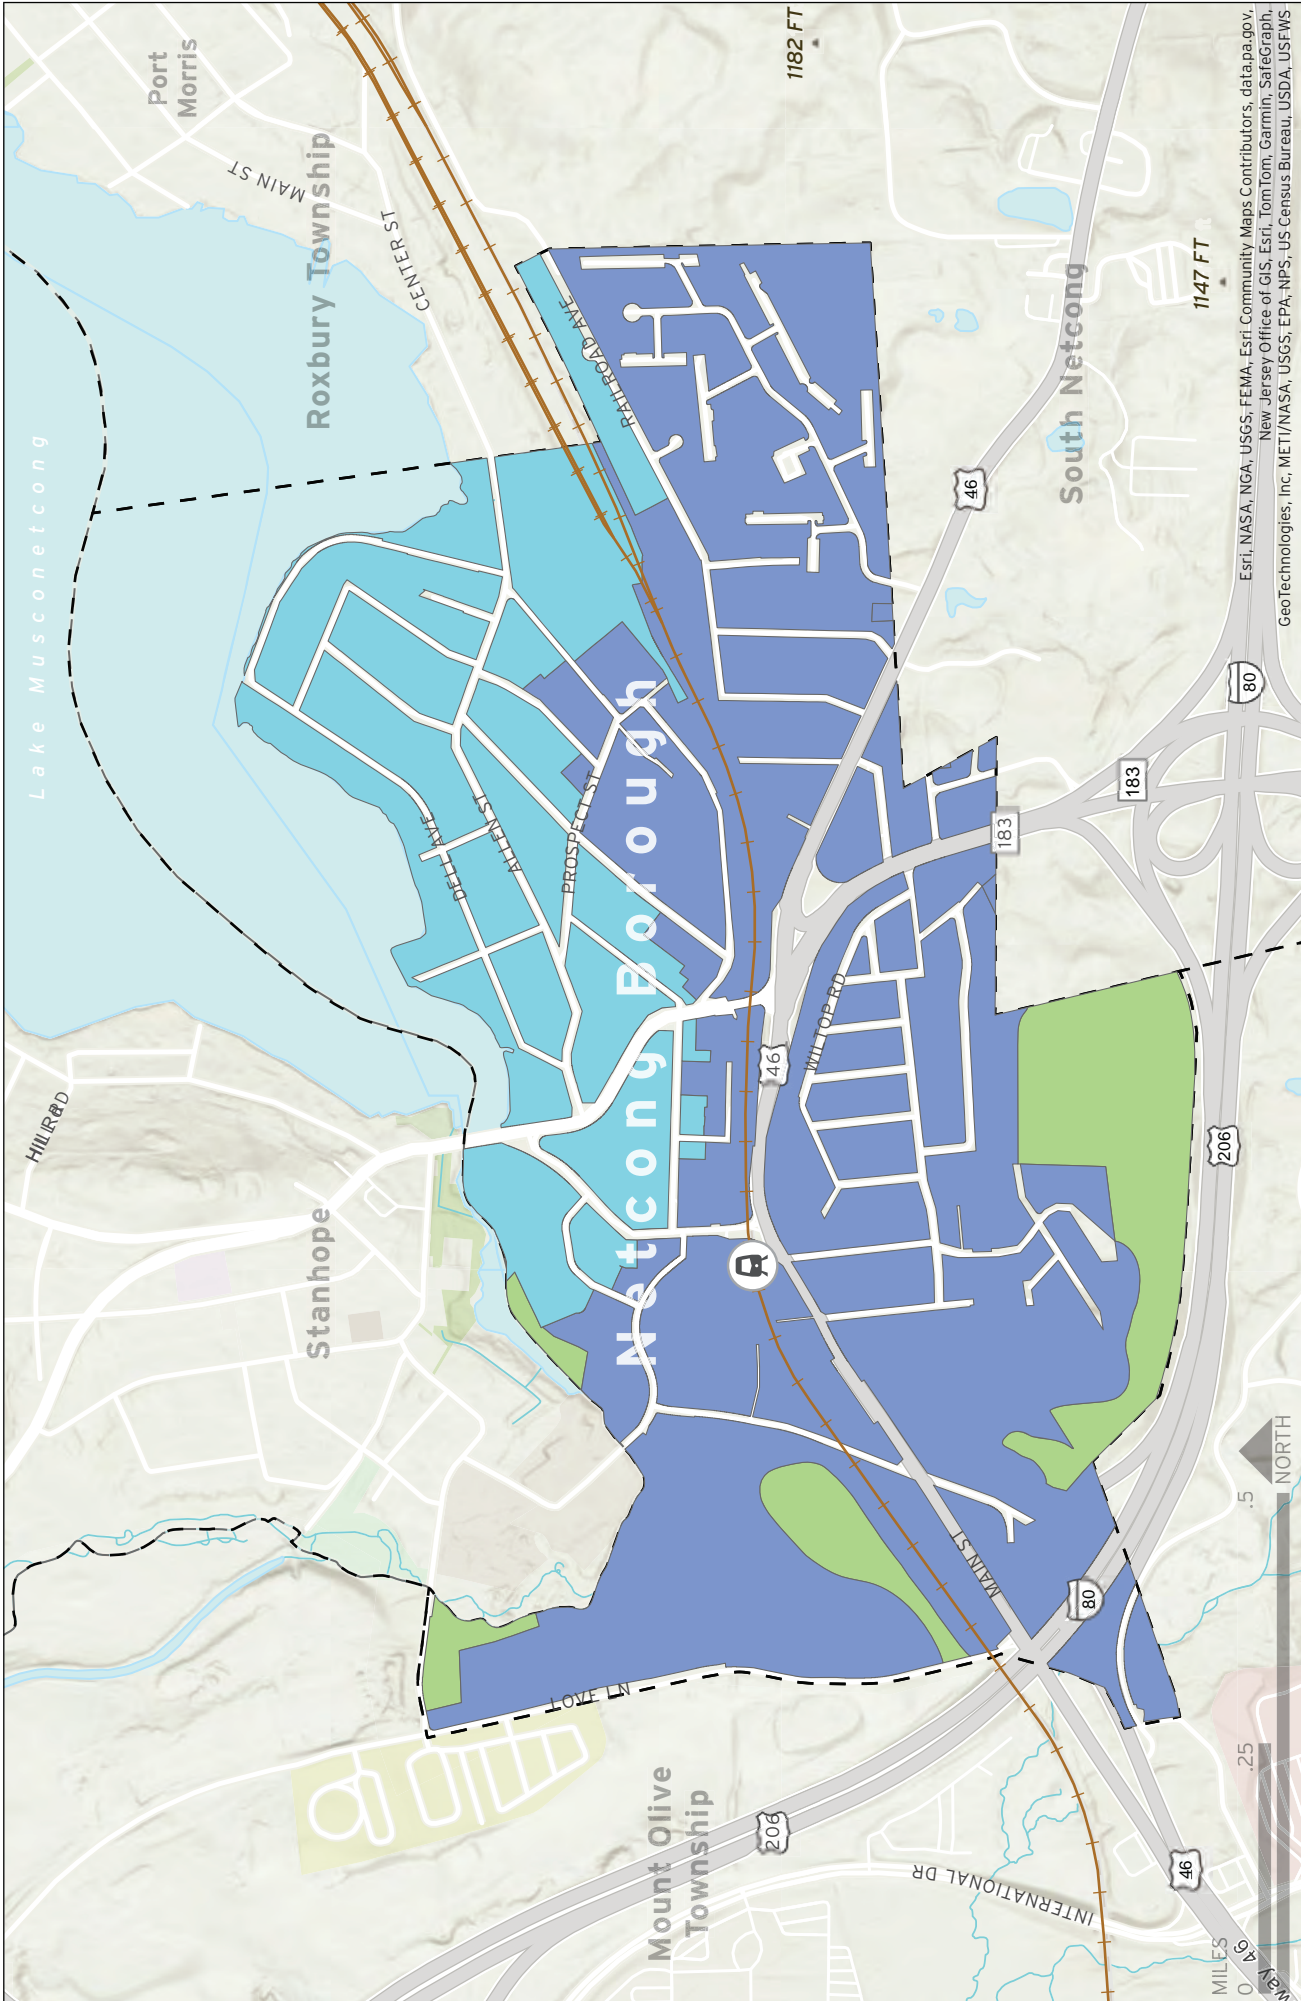 Lake Musconetcong
Port
Morris
MAIN ST
Roxbury Township
CENTER ST
1182 FT
1147 FT
RAILROAD AVE
South Netcong
46
80
183
183
DELL AVE
ALLEN ST
PROSPECT ST
Netcong Borough
WILTOP RD
46
HILL RD
Stanhope
206
MAIN ST
80
LOVE LN
Mount Olive
Township
206
INTERNATIONAL DR
46
way 46
MILES
0
.25
.5
NORTH
Esri, NASA, NGA, USGS, FEMA, Esri Community Maps Contributors, data.pa.gov,
New Jersey Office of GIS, Esri, TomTom, Garmin, SafeGraph,
GeoTechnologies, Inc, METI/NASA, USGS, EPA, NPS, US Census Bureau, USDA, USFWS